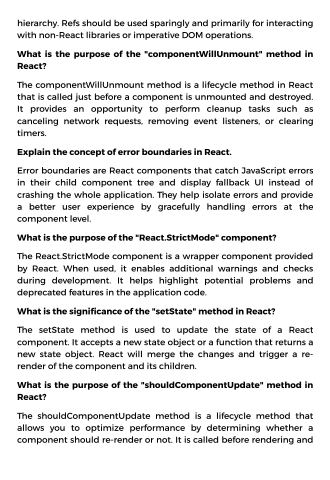 hierarchy. Refs should be used sparingly and primarily for interacting
with non-React libraries or imperative DOM operations.
What is the purpose of the "componentWillUnmount" method in
React?
The componentWillUnmount method is a lifecycle method in React
that is called just before a component is unmounted and destroyed.
It provides an opportunity to perform cleanup tasks such as
canceling network requests, removing event listeners, or clearing
timers.
Explain the concept of error boundaries in React.
Error boundaries are React components that catch JavaScript errors
in their child component tree and display fallback UI instead of
crashing the whole application. They help isolate errors and provide
a better user experience by gracefully handling errors at the
component level.
What is the purpose of the "React.StrictMode" component?
The React.StrictMode component is a wrapper component provided
by React. When used, it enables additional warnings and checks
during development. It helps highlight potential problems and
deprecated features in the application code.
What is the significance of the "setState" method in React?
The setState method is used to update the state of a React
component. It accepts a new state object or a function that returns a
new state object. React will merge the changes and trigger a re-
render of the component and its children.
What is the purpose of the "shouldComponentUpdate" method in
React?
The shouldComponentUpdate method is a lifecycle method that
allows you to optimize performance by determining whether a
component should re-render or not. It is called before rendering and